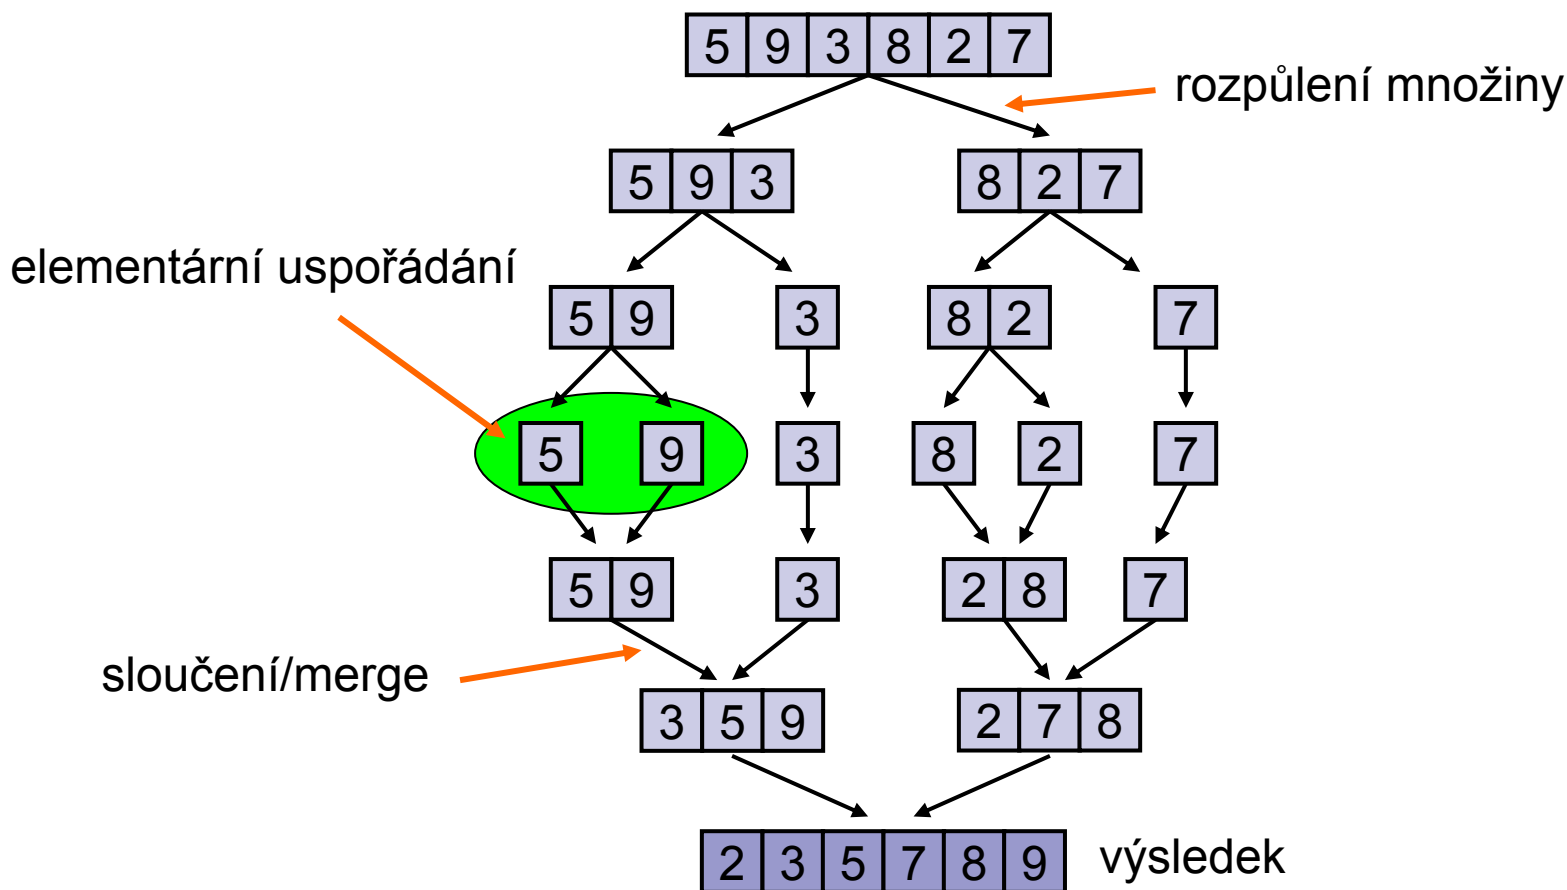 5 9 3 8 2 7
rozpůlení množiny
5 9 3 8 2 7
elementární uspořádání
5 9 3 8 2 7
5 9 3 8 2 7
5 9 3 2 8 7
sloučení/merge
3 5 9 2 7 8
2 3 5 7 8 9 výsledek